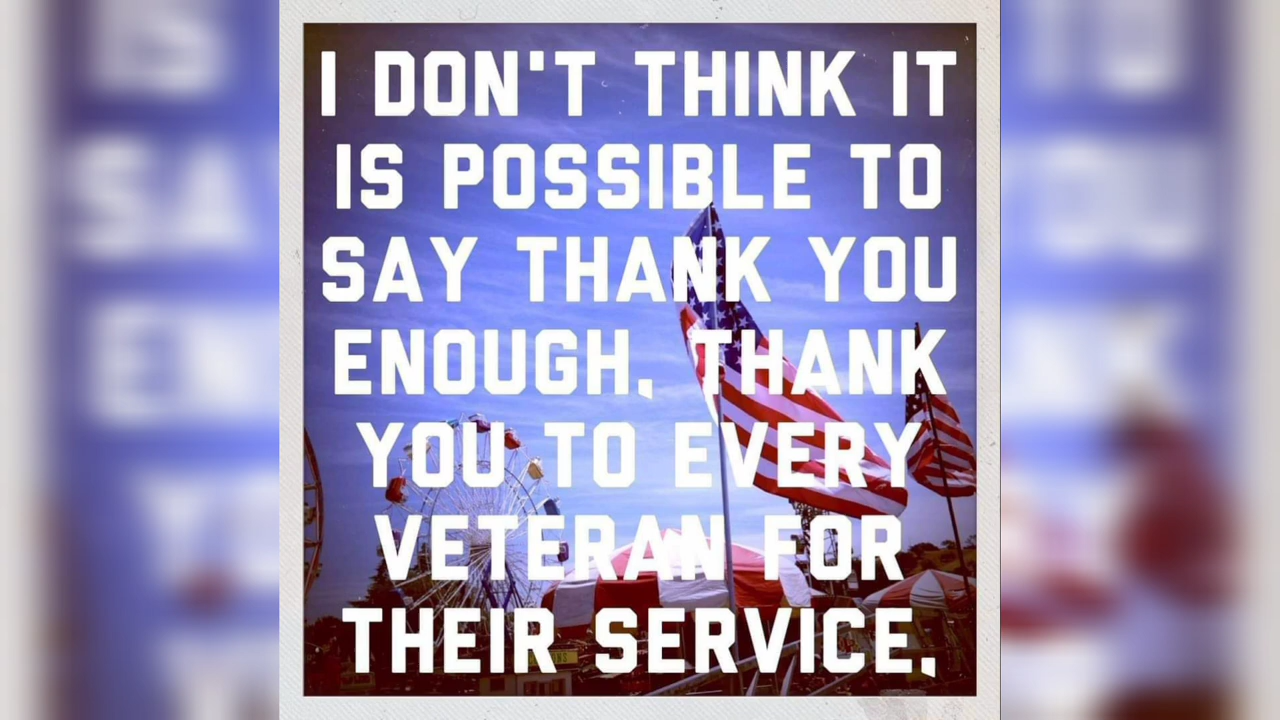 I DON'T THINK IT
IS POSSIBLE TO
SAY THANK YOU
ENOUGH. THANK
YOU TO EVERY
VETERAN FOR
THEIR SERVICE.